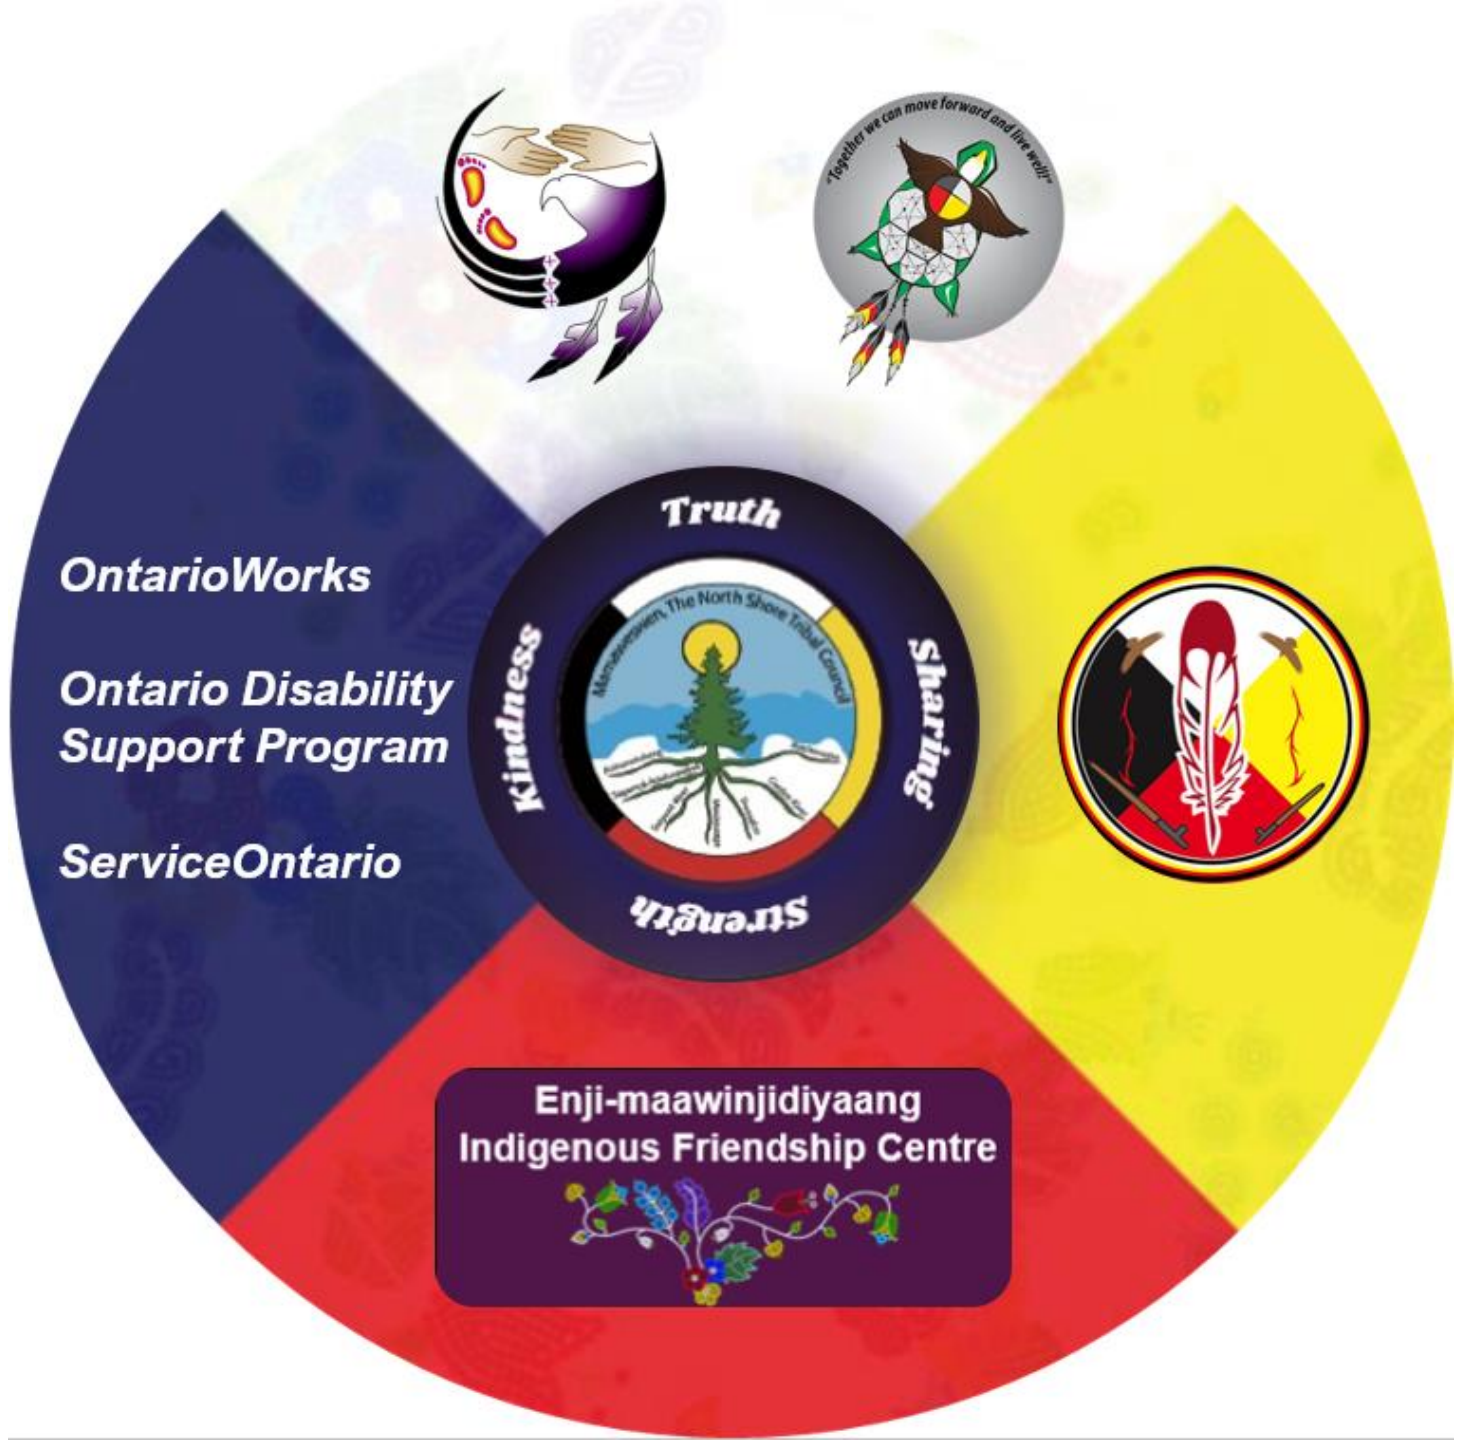 "Together we can move forward and live well!"
Truth
Sharing
Strength
Kindness
Mamaweswen, The North Shore Tribal Council
OntarioWorks
Ontario Disability
Support Program
ServiceOntario
Enji-maawinjidiyaang
Indigenous Friendship Centre